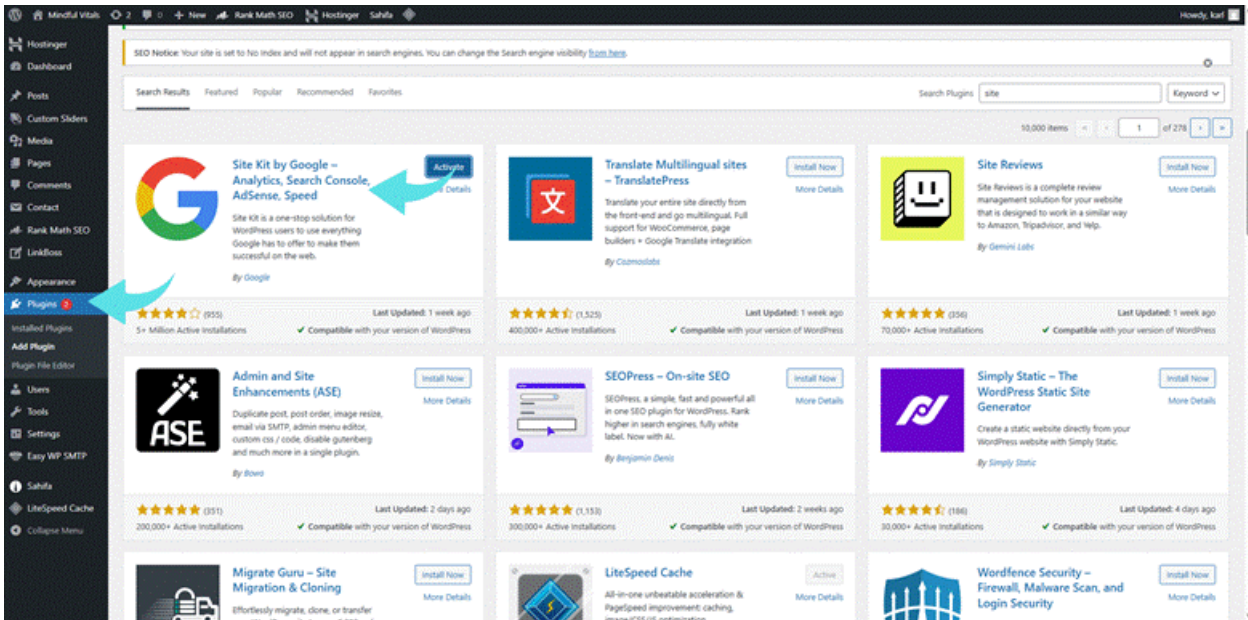 Mindful Vitals 2 0 New Rank Math SEO Hostinger Sahifa Howdy, karl
Hostinger
Dashboard
Posts
Custom Sliders
Media
Pages
Comments
Contact
Rank Math SEO
LinkBoss
Appearance
Plugins 2
Installed Plugins
Add Plugin
Plugin File Editor
Users
Tools
Settings
Easy WP SMTP
Sahifa
LiteSpeed Cache
Collapse Menu
SEO Notice: Your site is set to No Index and will not appear in search engines. You can change the Search engine visibility from here.
Search Results Featured Popular Recommended Favorites Search Plugins site Keyword
10,000 items « ‹ 1 of 278 › »
Site Kit by Google –
Analytics, Search Console,
AdSense, Speed
Activate
More Details
Site Kit is a one-stop solution for
WordPress users to use everything
Google has to offer to make them
successful on the web.
By Google
(955)
Last Updated: 1 week ago
5+ Million Active Installations
Compatible with your version of WordPress
文
Translate Multilingual sites
– TranslatePress
Install Now
More Details
Translate your entire site directly from
the front-end and go multilingual. Full
support for WooCommerce, page
builders + Google Translate integration
By Cozmoslabs
(1,525)
Last Updated: 1 week ago
400,000+ Active Installations
Compatible with your version of WordPress
Site Reviews
Install Now
More Details
Site Reviews is a complete review
management solution for your website
that is designed to work in a similar way
to Amazon, Tripadvisor, and Yelp.
By Gemini Labs
(356)
Last Updated: 1 week ago
70,000+ Active Installations
Compatible with your version of WordPress
ASE
Admin and Site
Enhancements (ASE)
Install Now
More Details
Duplicate post, post order, image resize,
email via SMTP, admin menu editor,
custom css / code, disable gutenberg
and much more in a single plugin.
By Bowo
(351)
Last Updated: 2 days ago
200,000+ Active Installations
Compatible with your version of WordPress
SEOPress – On-site SEO
Install Now
More Details
SEOPress, a simple, fast and powerful all
in one SEO plugin for WordPress. Rank
higher in search engines, fully white
label. Now with AI.
By Benjamin Denis
(1,153)
Last Updated: 2 weeks ago
300,000+ Active Installations
Compatible with your version of WordPress
Simply Static – The
WordPress Static Site
Generator
Install Now
More Details
Create a static website directly from your
WordPress website with Simply Static.
By Simply Static
(186)
Last Updated: 4 days ago
30,000+ Active Installations
Compatible with your version of WordPress
Migrate Guru – Site
Migration & Cloning
Install Now
More Details
Effortlessly migrate, clone, or transfer
LiteSpeed Cache
Active
More Details
All-in-one unbeatable acceleration &
PageSpeed improvement: caching,
image/CSS/JS optimization
Wordfence Security –
Firewall, Malware Scan, and
Login Security
Install Now
More Details